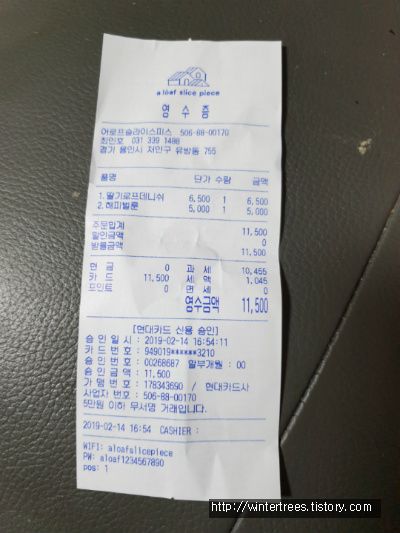 a loaf slice piece
영 수 증
어로프슬라이스피스 506-88-00170
최인호 031 339 1488
경기 용인시 처인구 유방동 755
품명 단가 수량 금액
1. 딸기로프데니쉬 6,500 1 6,500
2. 해피벌룬 5,000 1 5,000
주문합계 11,500
할인금액 0
받을금액 11,500
현 금 0 과 세 10,455
카 드 11,500 세 액 1,045
포인트 0 면 세 0
영수금액 11,500
[현대카드 신용 승인]
승 인 일 시 : 2019-02-14 16:54:11
카 드 번 호 : 949019******3210
승 인 번 호 : 00268687 할부개월 : 00
승 인 금 액 : 11,500
가 맹 번 호 : 178343690 / 현대카드사
사업자 번호 : 506-88-00170
5만원 이하 무서명 거래입니다.
2019-02-14 16:54 CASHIER :
WIFI: aloafslicepiece
PW: aloaf1234567890
pos: 1
http://wintertrees.tistory.com